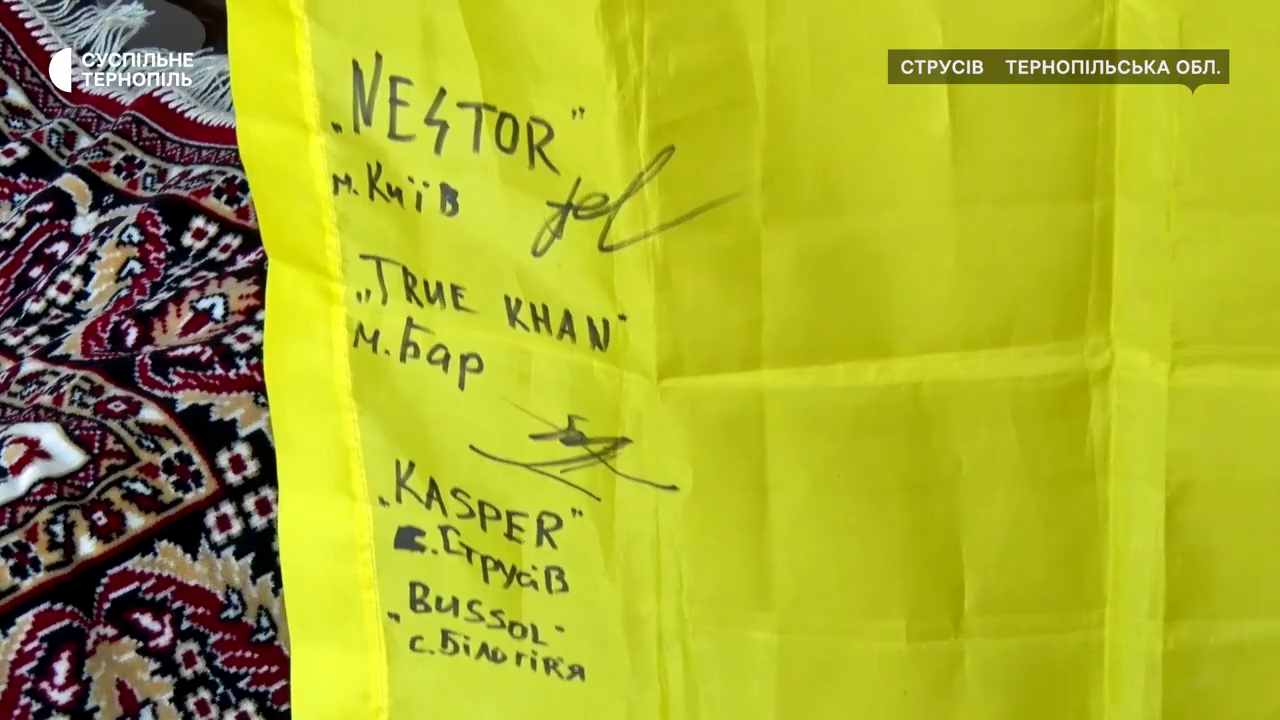 СУСПІЛЬНЕ
ТЕРНОПІЛЬ
СТРУСІВ ТЕРНОПІЛЬСЬКА ОБЛ.
„NESTOR”
м. Київ
„TRUE KHAN”
м. Бар
„KASPER”
с. Струсів
„BUSSOL”
с. Білогіря